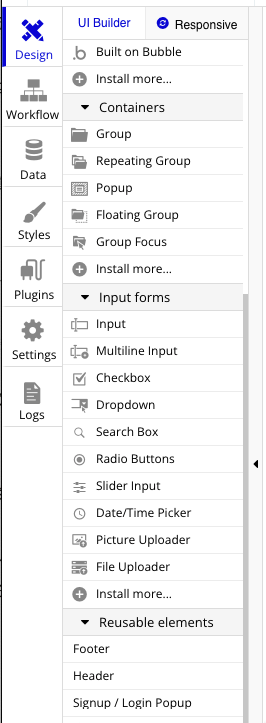 UI Builder
Responsive
Design
Workflow
Data
Styles
Plugins
Settings
Logs
Built on Bubble
Install more...
Containers
Group
Repeating Group
Popup
Floating Group
Group Focus
Install more...
Input forms
Input
Multiline Input
Checkbox
Dropdown
Search Box
Radio Buttons
Slider Input
Date/Time Picker
Picture Uploader
File Uploader
Install more...
Reusable elements
Footer
Header
Signup / Login Popup